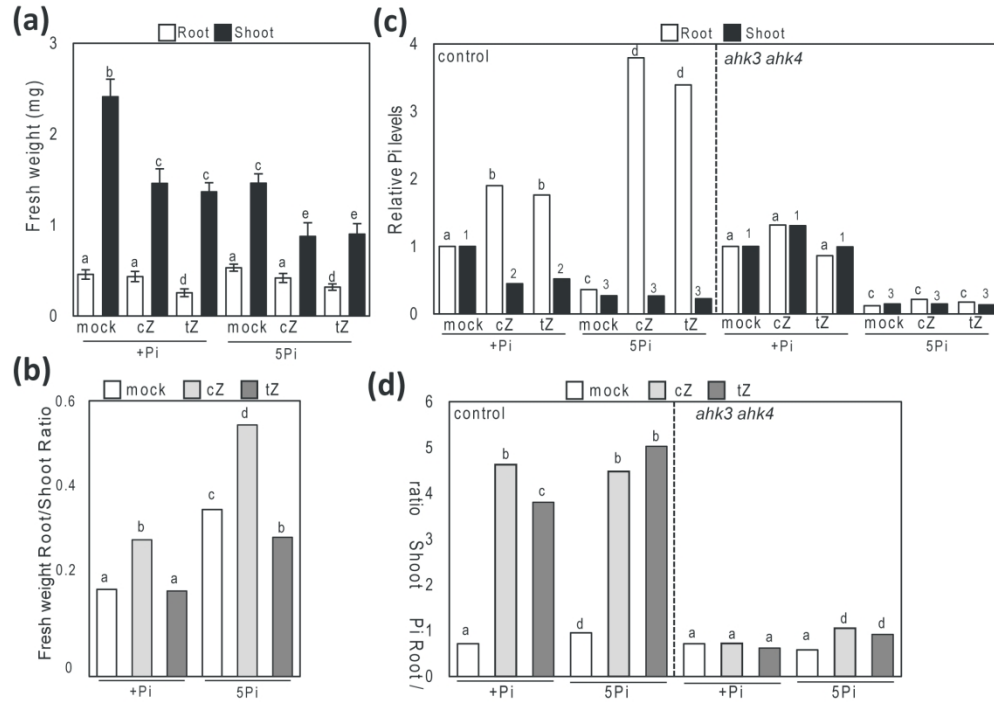 (a)
Root Shoot
3
2
1
0
Fresh weight (mg)
a b a c d c a c a e d e
mock cZ tZ mock cZ tZ
+Pi 5Pi
(c)
Root Shoot
control ahk3 ahk4
4
3
2
1
0
Relative Pi levels
a 1 b 2 b 2 c 3 d 3 d 3 a 1 a 1 a 1 c 3 c 3 c 3
mock cZ tZ mock cZ tZ mock cZ tZ mock cZ tZ
+Pi 5Pi +Pi 5Pi
(b)
mock cZ tZ
0.6
0.4
0.2
0
Fresh weight Root/Shoot Ratio
a b a c d b
+Pi 5Pi
(d)
mock cZ tZ
control ahk3 ahk4
6
5
4
3
2
1
0
Pi Root / Shoot ratio
a b c d b b a a a a d d
+Pi 5Pi +Pi 5Pi